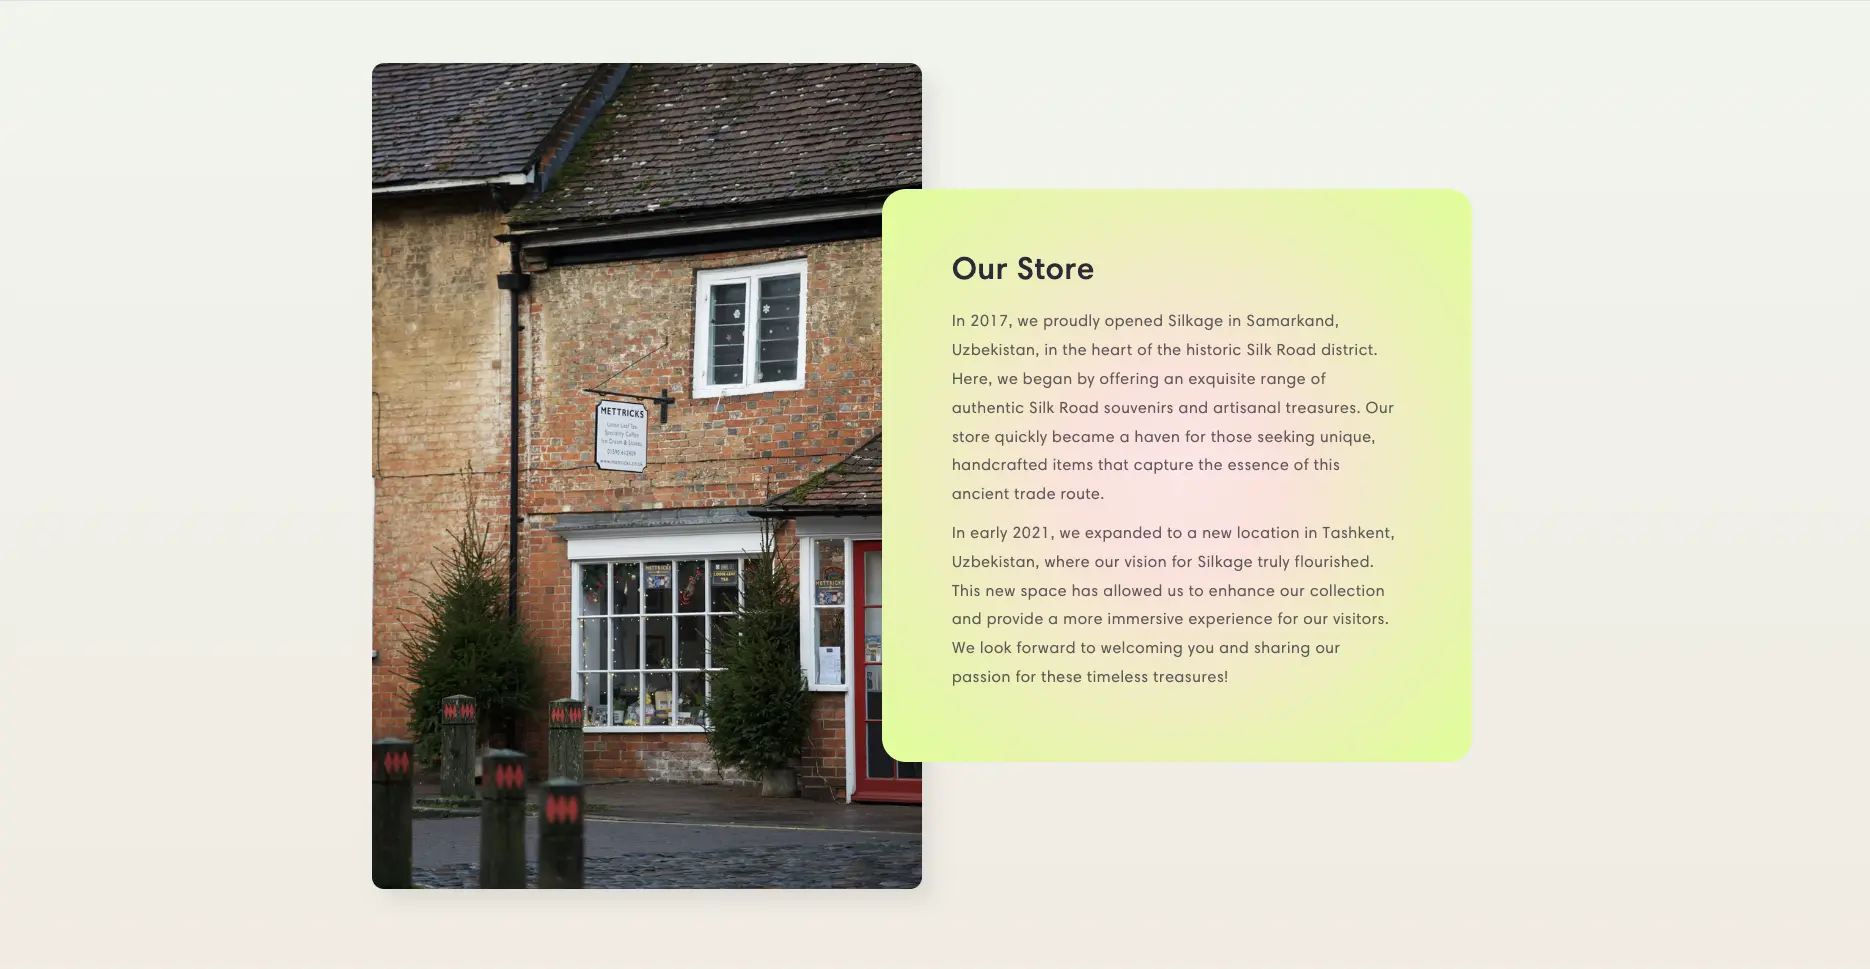 METTRICKS
Loose Leaf Tea
Speciality Coffee
Ice Cream &
METTRICKS
LOOSE LEAF
TEA
METTRICKS
Our Store
In 2017, we proudly opened Silkage in Samarkand,
Uzbekistan, in the heart of the historic Silk Road district.
Here, we began by offering an exquisite range of
authentic Silk Road souvenirs and artisanal treasures. Our
store quickly became a haven for those seeking unique,
handcrafted items that capture the essence of this
ancient trade route.
In early 2021, we expanded to a new location in Tashkent,
Uzbekistan, where our vision for Silkage truly flourished.
This new space has allowed us to enhance our collection
and provide a more immersive experience for our visitors.
We look forward to welcoming you and sharing our
passion for these timeless treasures!